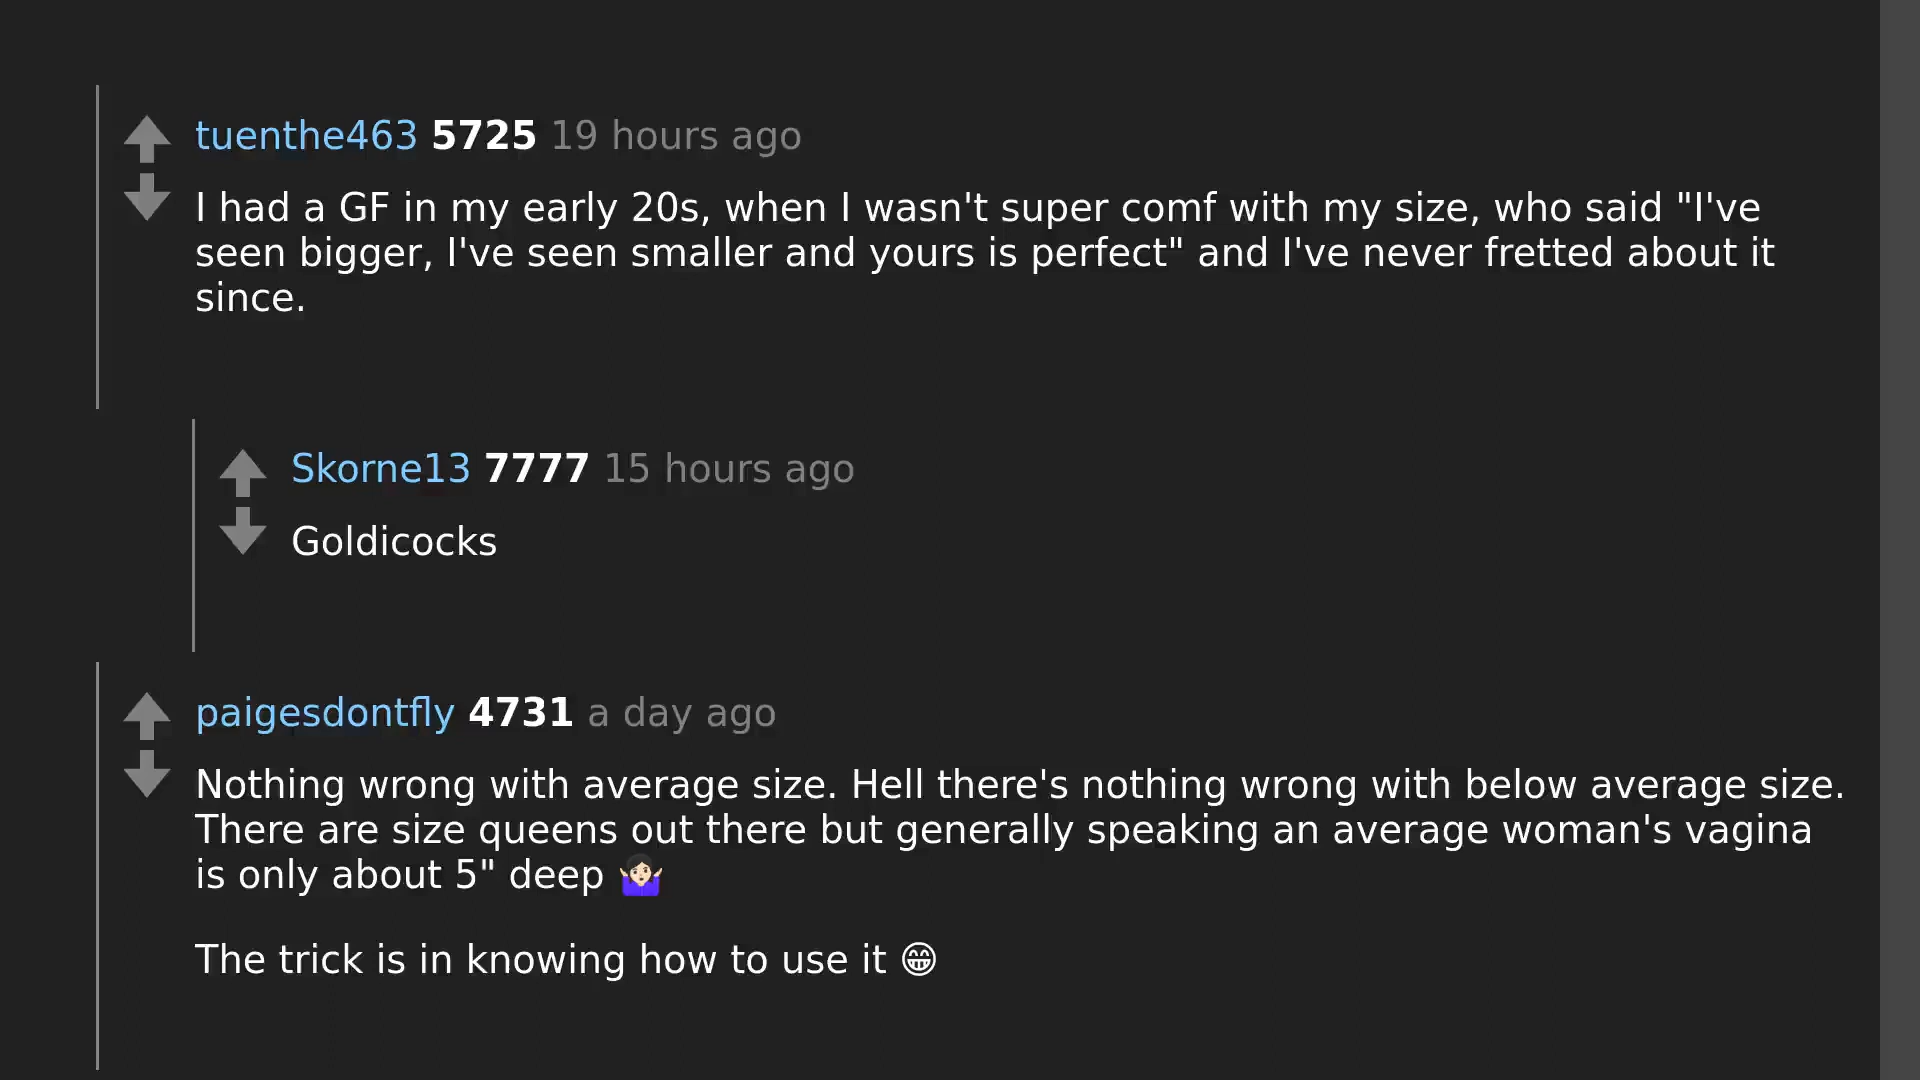 tuenthe463 5725 19 hours ago
I had a GF in my early 20s, when I wasn't super comf with my size, who said "I've
seen bigger, I've seen smaller and yours is perfect" and I've never fretted about it
since.
Skorne13 7777 15 hours ago
Goldicocks
paigesdontfly 4731 a day ago
Nothing wrong with average size. Hell there's nothing wrong with below average size.
There are size queens out there but generally speaking an average woman's vagina
is only about 5" deep 🤷🏻‍♀️
The trick is in knowing how to use it 😁